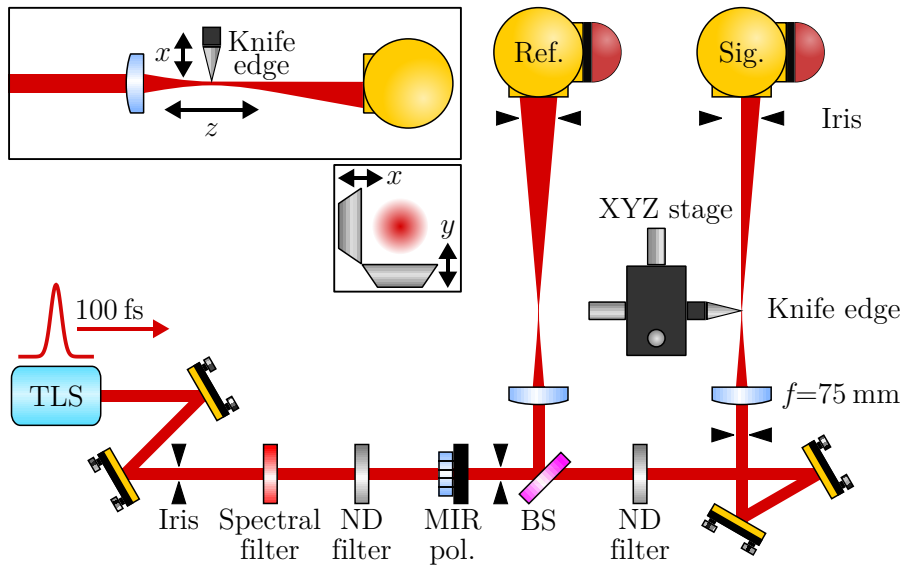 x
Knife
edge
z
Ref.
Sig.
Iris
x
y
XYZ stage
Knife edge
100 fs
TLS
f=75 mm
Iris
Spectral
filter
ND
filter
MIR
pol.
BS
ND
filter